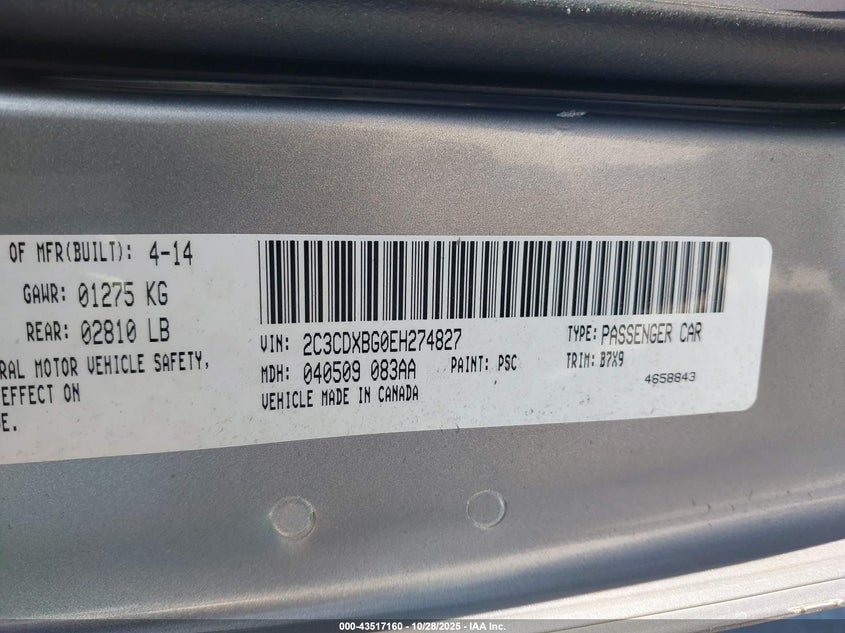 OF MFR(BUILT): 4-14
GAWR: 01275 KG
REAR: 02810 LB
RAL MOTOR VEHICLE SAFETY,
EFFECT ON
E.
VIN: 2C3CDXBG0EH274827
TYPE: PASSENGER CAR
MDH: 040509 083AA
PAINT: PSC
TRIM: B7X9
VEHICLE MADE IN CANADA
4658843
000-43517160 - 10/28/2025 - IAA Inc.